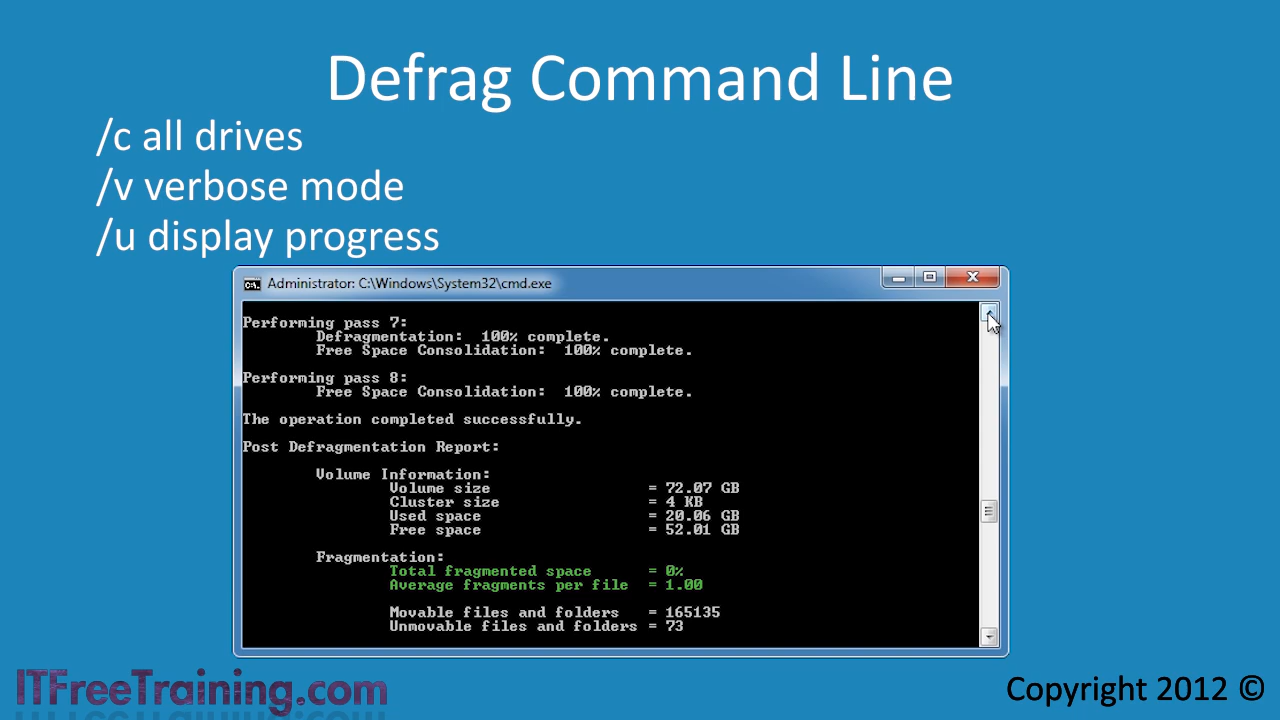 Defrag Command Line
/c all drives
/v verbose mode
/u display progress
Administrator: C:\Windows\System32\cmd.exe
Performing pass 7:
Defragmentation: 100% complete.
Free Space Consolidation: 100% complete.
Performing pass 8:
Free Space Consolidation: 100% complete.
The operation completed successfully.
Post Defragmentation Report:
Volume Information:
Volume size = 72.07 GB
Cluster size = 4 KB
Used space = 20.06 GB
Free space = 52.01 GB
Fragmentation:
Total fragmented space = 0%
Average fragments per file = 1.00
Movable files and folders = 165135
Unmovable files and folders = 73
ITFreeTraining.com
Copyright 2012 ©